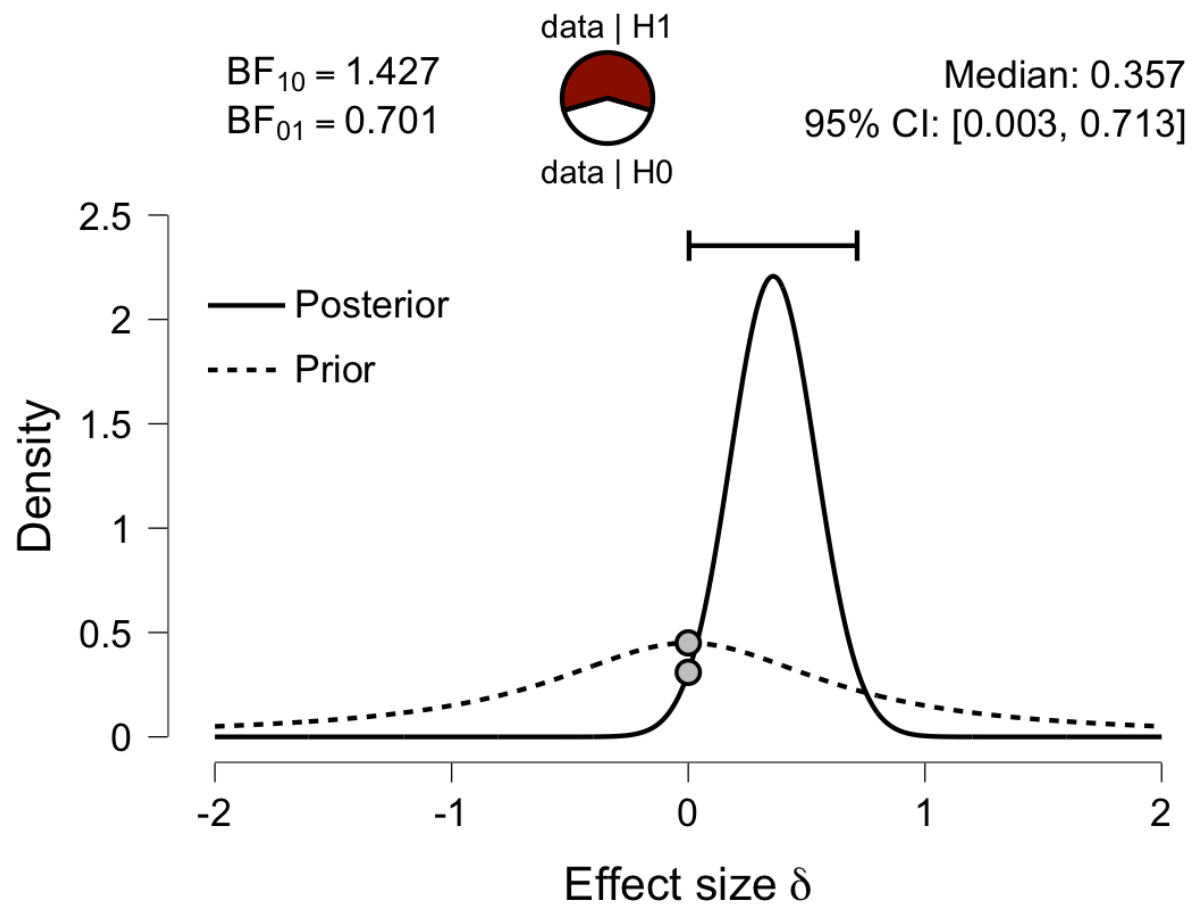 data | H1
BF₁₀ = 1.427
BF₀₁ = 0.701
Median: 0.357
95% CI: [0.003, 0.713]
data | H0
2.5
2
1.5
1
0.5
0
Density
Posterior
Prior
-2 -1 0 1 2
Effect size δ